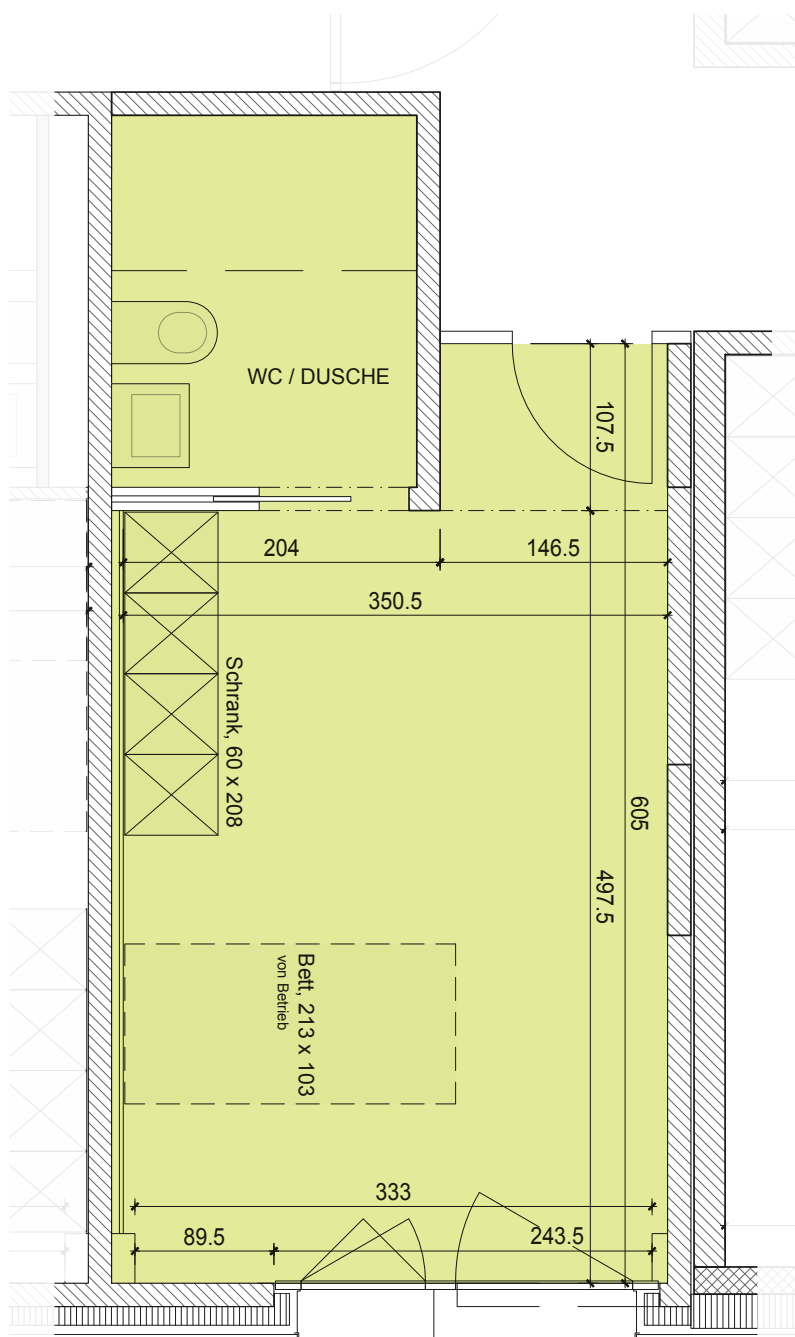 WC / DUSCHE
107.5
204
146.5
350.5
Schrank, 60 x 208
605
497.5
Bett, 213 x 103
von Betrieb
333
89.5
243.5